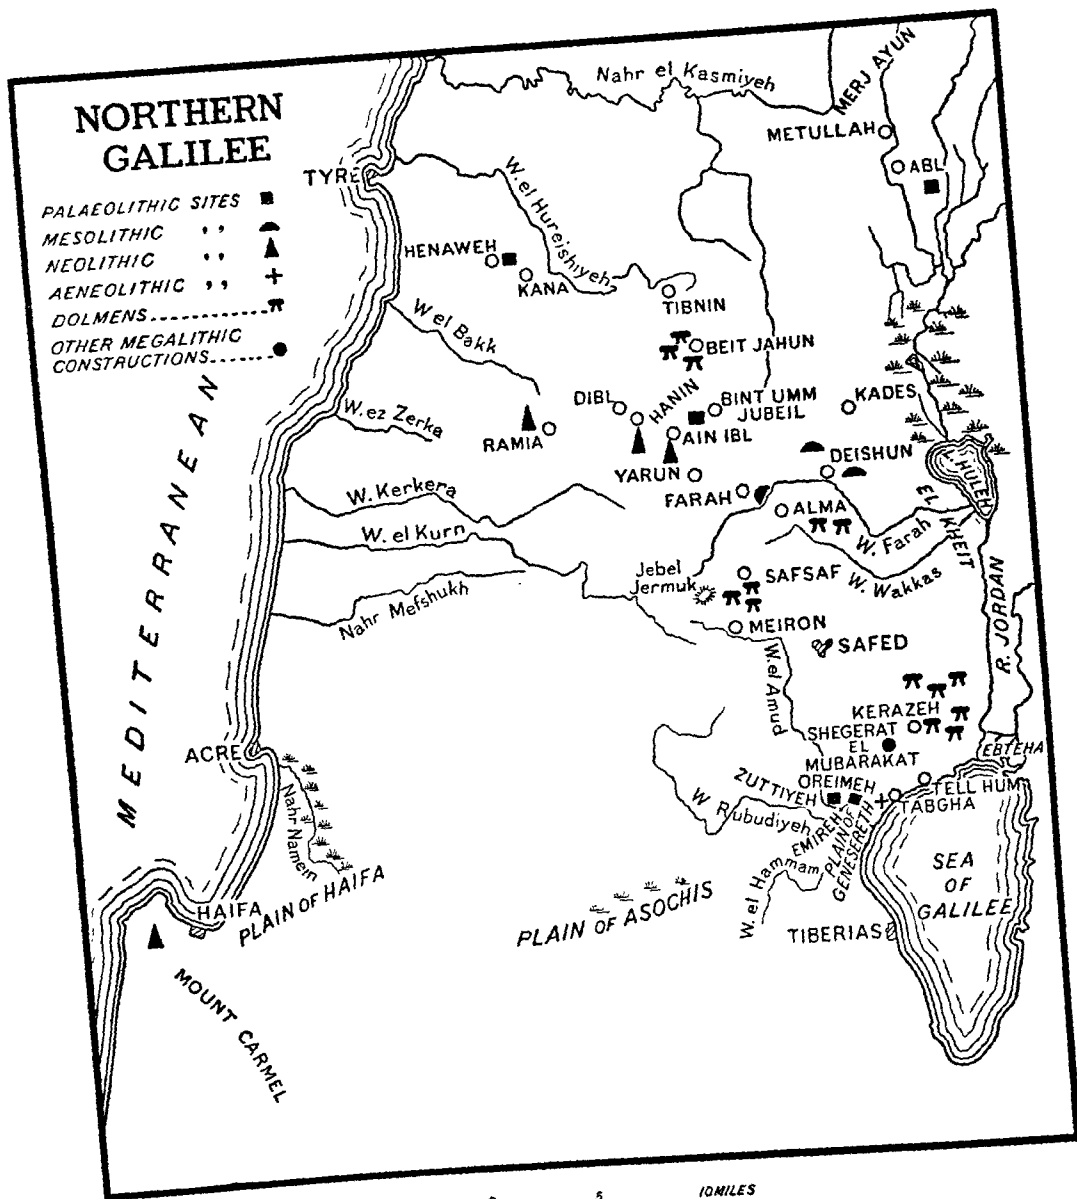 NORTHERN
GALILEE
PALAEOLITHIC SITES
MESOLITHIC ,,
NEOLITHIC ,,
AENEOLITHIC ,,
DOLMENS
OTHER MEGALITHIC
CONSTRUCTIONS
Nahr el Kasmiyeh
MERJ AYUN
METULLAH
ABL
TYRE
W. el Hureishiyeh
HENAWEH
KANA
TIBNIN
W el Bakk
BEIT JAHUN
DIBL
HANIN
BINT UMM
JUBEIL
KADES
W. ez Zerka
RAMIA
AIN IBL
DEISHUN
YARUN
HULEH
FARAH
W. Kerkera
ALMA
EL KHEIT
W. el Kurn
W. Farah
W. Wakkas
Jebel
Jermuk
SAFSAF
Nahr Mefshukh
MEIRON
SAFED
R. JORDAN
W. el Amud
MEDITERRANEAN
KERAZEH
SHEGERAT
EL
MUBARAKAT
EBTEHA
ACRE
OREIMEH
ZUTTIYEH
TELL HUM
TABGHA
Nahr Namein
W Rubudiyeh
EMIREH
PLAIN OF
GENESERETH
W. el Hammam
SEA
OF
GALILEE
PLAIN OF HAIFA
PLAIN OF ASOCHIS
HAIFA
TIBERIAS
MOUNT CARMEL
5 10 MILES